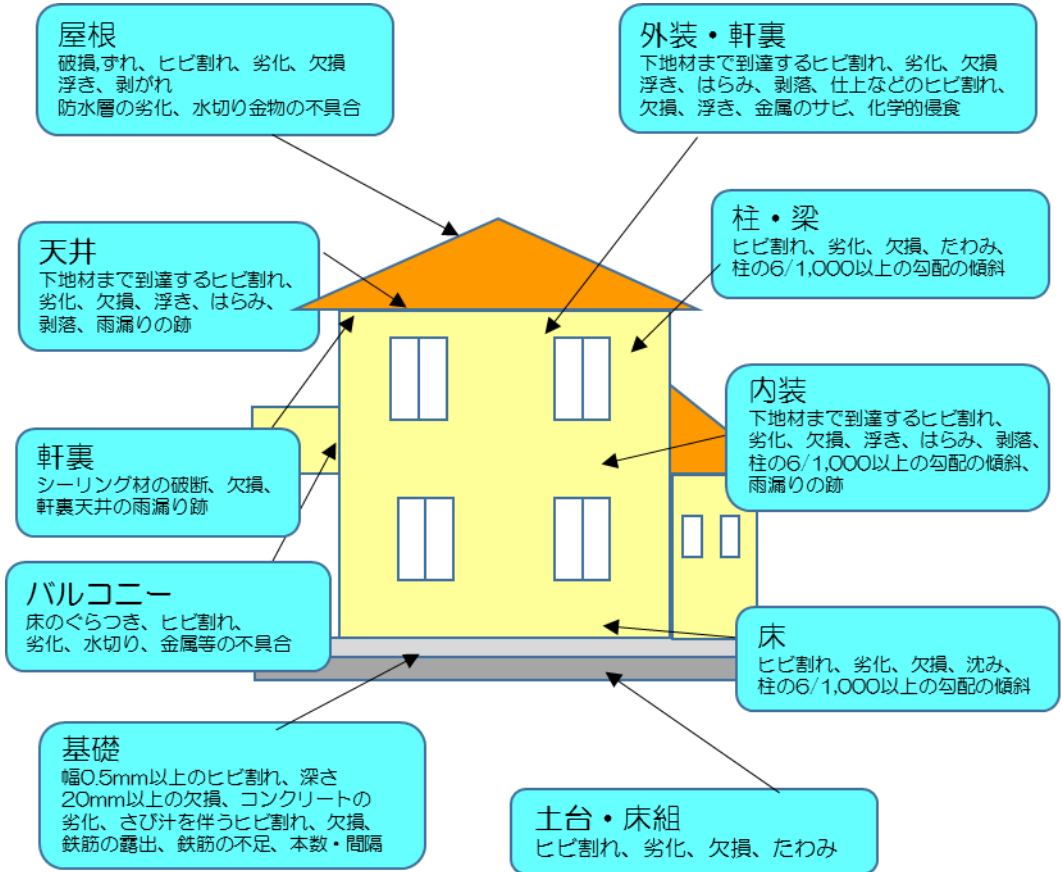 屋根
破損,ずれ、ヒビ割れ、劣化、欠損
浮き、剥がれ
防水層の劣化、水切り金物の不具合
外装・軒裏
下地材まで到達するヒビ割れ、劣化、欠損
浮き、はらみ、剥落、仕上などのヒビ割れ、
欠損、浮き、金属のサビ、化学的侵食
天井
下地材まで到達するヒビ割れ、
劣化、欠損、浮き、はらみ、
剥落、雨漏りの跡
柱・梁
ヒビ割れ、劣化、欠損、たわみ、
柱の6/1,000以上の勾配の傾斜
内装
下地材まで到達するヒビ割れ、
劣化、欠損、浮き、はらみ、剥落、
柱の6/1,000以上の勾配の傾斜、
雨漏りの跡
軒裏
シーリング材の破断、欠損、
軒裏天井の雨漏り跡
バルコニー
床のぐらつき、ヒビ割れ、
劣化、水切り、金属等の不具合
床
ヒビ割れ、劣化、欠損、沈み、
柱の6/1,000以上の勾配の傾斜
基礎
幅0.5mm以上のヒビ割れ、深さ
20mm以上の欠損、コンクリートの
劣化、さび汁を伴うヒビ割れ、欠損、
鉄筋の露出、鉄筋の不足、本数・間隔
土台・床組
ヒビ割れ、劣化、欠損、たわみ